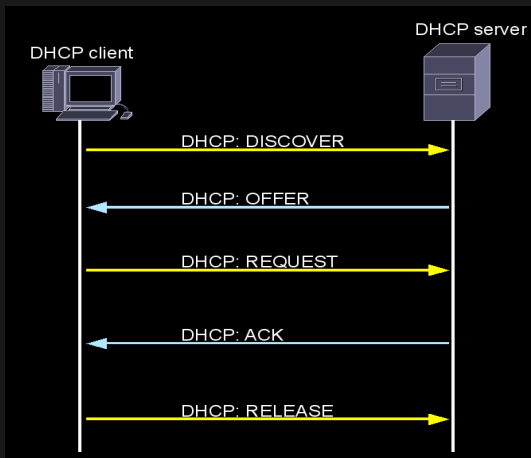 DHCP server
DHCP client
DHCP: DISCOVER
DHCP: OFFER
DHCP: REQUEST
DHCP: ACK
DHCP: RELEASE